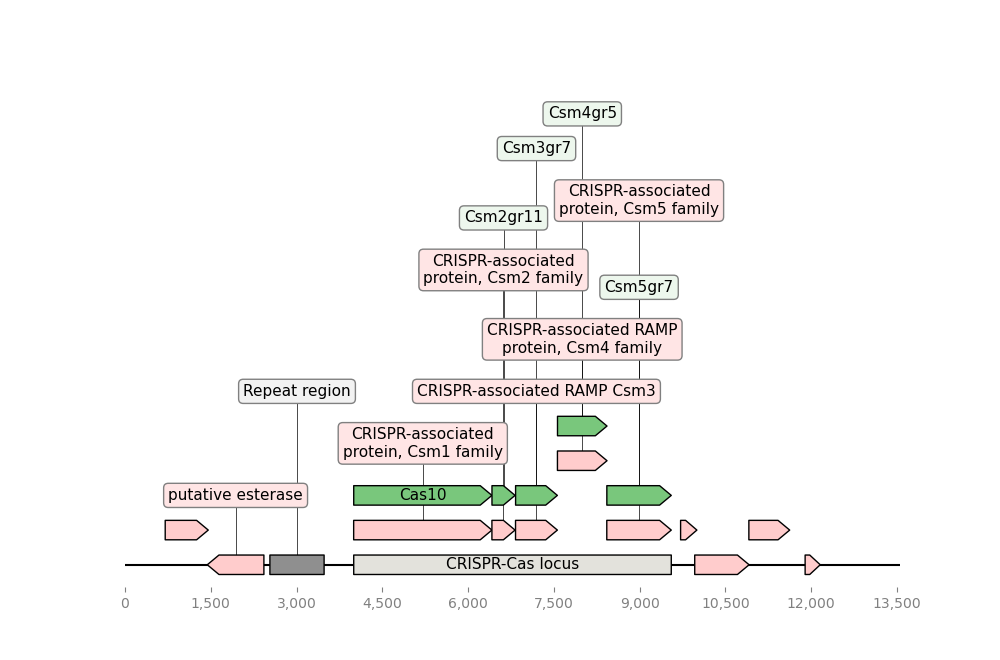 Csm4gr5
Csm3gr7
CRISPR-associated
protein, Csm5 family
Csm2gr11
CRISPR-associated
protein, Csm2 family
Csm5gr7
CRISPR-associated RAMP
protein, Csm4 family
Repeat region
CRISPR-associated RAMP Csm3
CRISPR-associated
protein, Csm1 family
putative esterase
Cas10
CRISPR-Cas locus
0 1,500 3,000 4,500 6,000 7,500 9,000 10,500 12,000 13,500